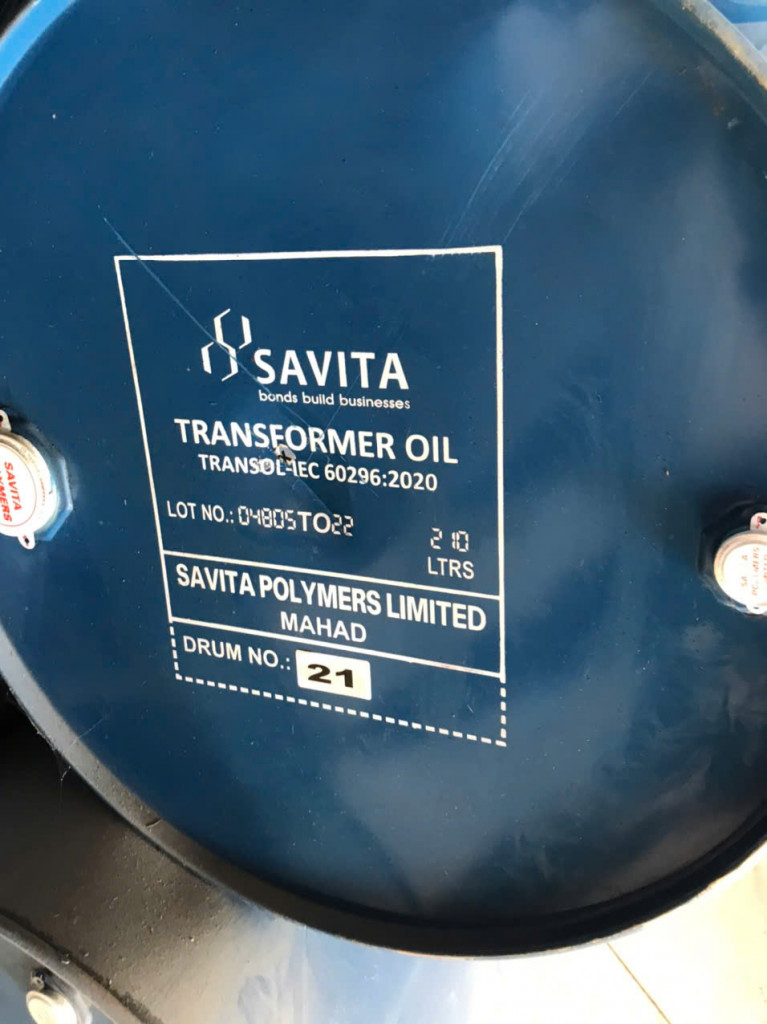 SAVITA
bonds build businesses
TRANSFORMER OIL
TRANSOL-IEC 60296:2020
LOT NO.: 04805TO22
210
LTRS
SAVITA POLYMERS LIMITED
MAHAD
DRUM NO.: 21
SAVITA